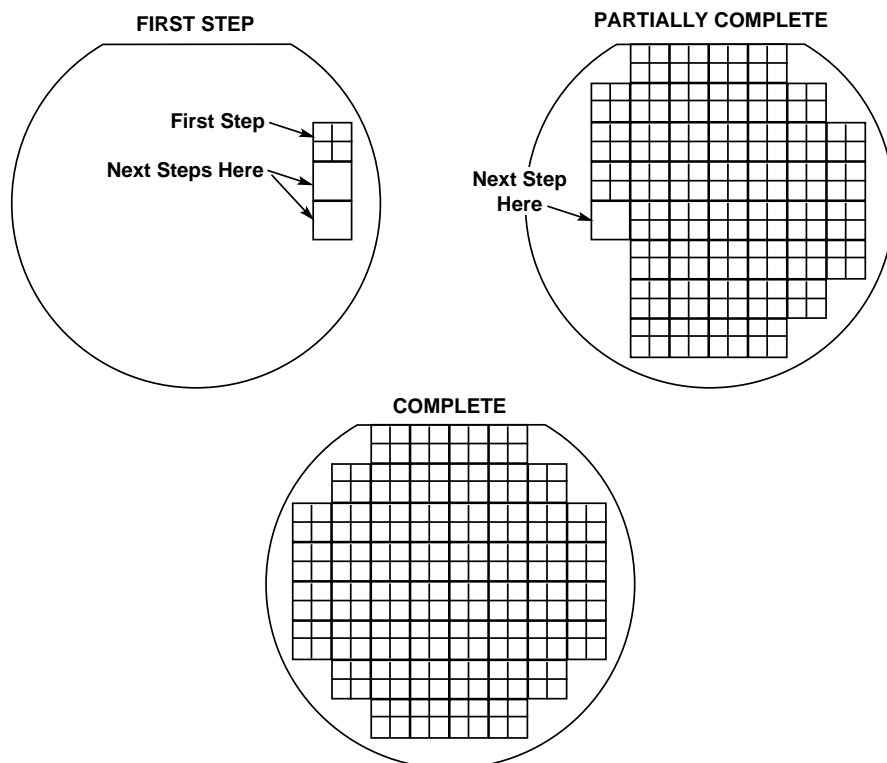 FIRST STEP
First Step
Next Steps Here
PARTIALLY COMPLETE
Next Step
Here
COMPLETE